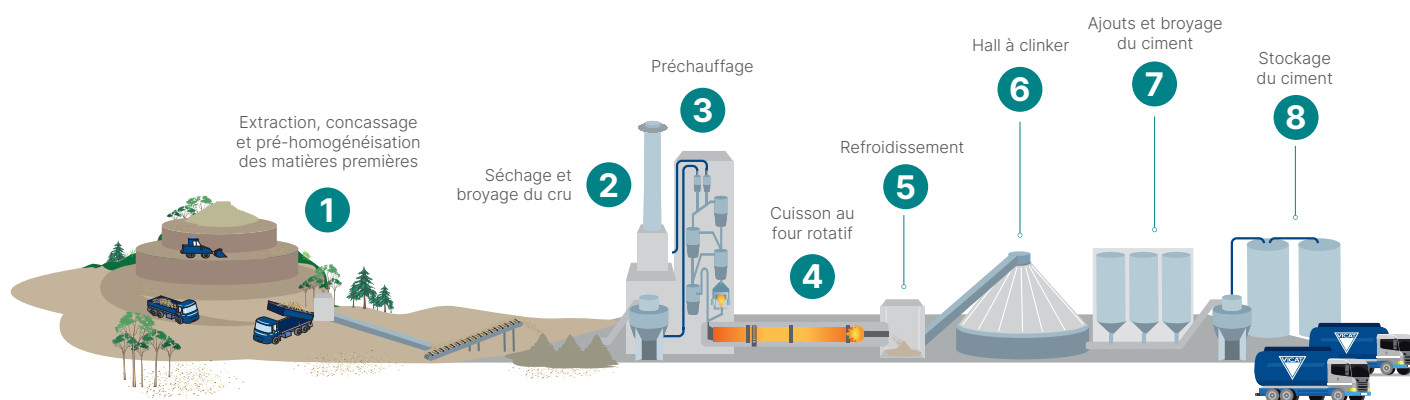 Extraction, concassage
et pré-homogénéisation
des matières premières
1
Séchage et
broyage du cru
2
Préchauffage
3
Cuisson au
four rotatif
4
Refroidissement
5
Hall à clinker
6
Ajouts et broyage
du ciment
7
Stockage
du ciment
8
VICAT
VICAT